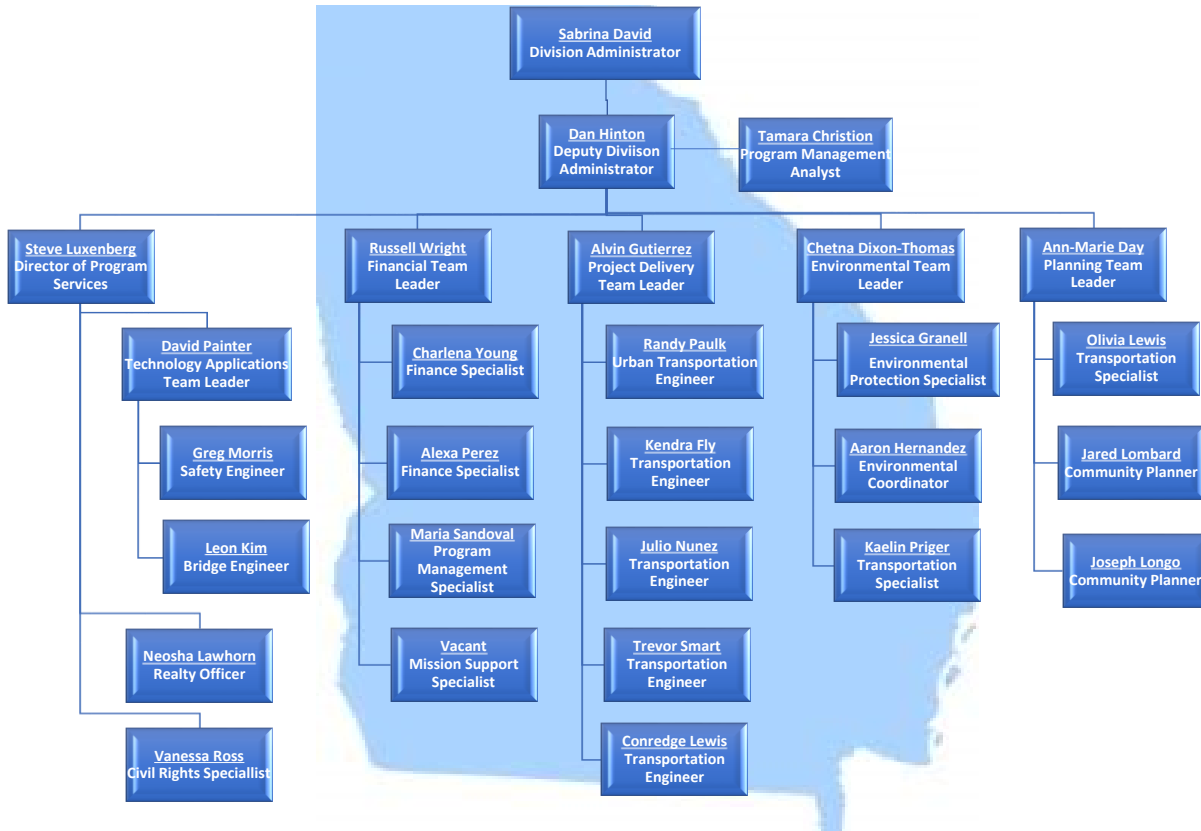 Sabrina David
Division Administrator
Dan Hinton
Deputy Diviison
Administrator
Tamara Christion
Program Management
Analyst
Steve Luxenberg
Director of Program
Services
Russell Wright
Financial Team
Leader
Alvin Gutierrez
Project Delivery
Team Leader
Chetna Dixon-Thomas
Environmental Team
Leader
Ann-Marie Day
Planning Team
Leader
David Painter
Technology Applications
Team Leader
Greg Morris
Safety Engineer
Leon Kim
Bridge Engineer
Neosha Lawhorn
Realty Officer
Vanessa Ross
Civil Rights Speciallist
Charlena Young
Finance Specialist
Alexa Perez
Finance Specialist
Maria Sandoval
Program
Management
Specialist
Vacant
Mission Support
Specialist
Randy Paulk
Urban Transportation
Engineer
Kendra Fly
Transportation
Engineer
Julio Nunez
Transportation
Engineer
Trevor Smart
Transportation
Engineer
Conredge Lewis
Transportation
Engineer
Jessica Granell
Environmental
Protection Specialist
Aaron Hernandez
Environmental
Coordinator
Kaelin Priger
Transportation
Specialist
Olivia Lewis
Transportation
Specialist
Jared Lombard
Community Planner
Joseph Longo
Community Planner